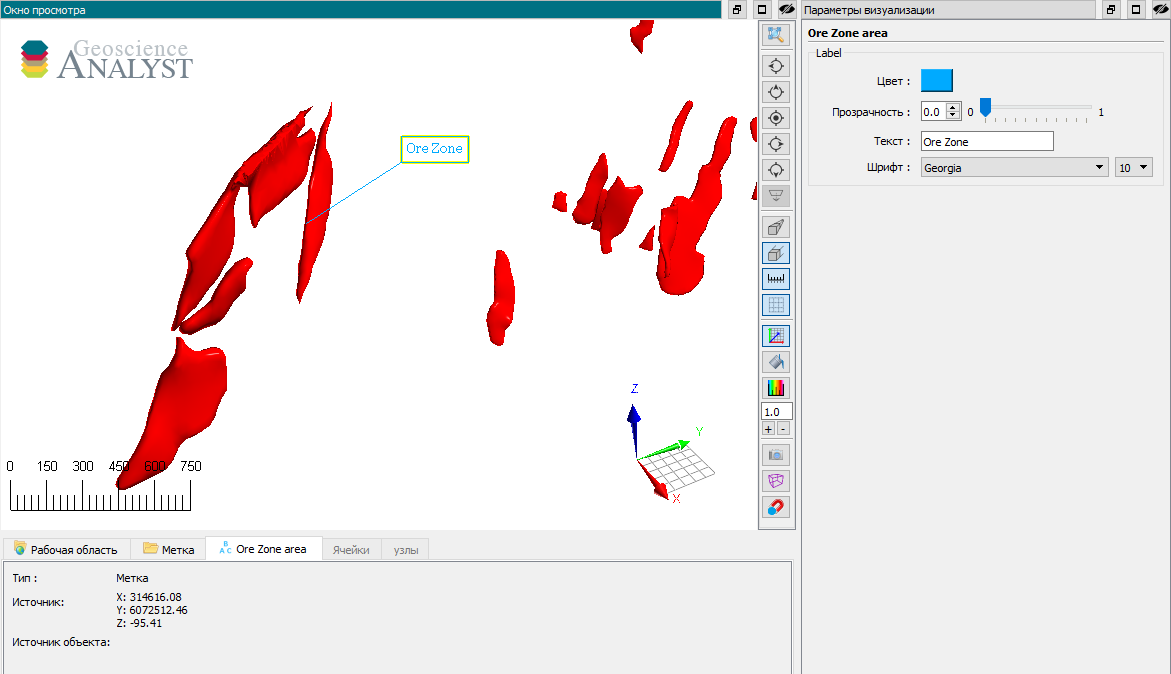 Окно просмотра
Geoscience
ANALYST
Ore Zone
Z
Y
X
0 150 300 450 600 750
1.0
+ -
Рабочая область Метка B A C Ore Zone area Ячейки узлы
Тип : Метка
Источник: X: 314616.08
Y: 6072512.46
Z: -95.41
Источник объекта:
Параметры визуализации
Ore Zone area
Label
Цвет :
Прозрачность : 0.0 0 1
Текст : Ore Zone
Шрифт : Georgia 10